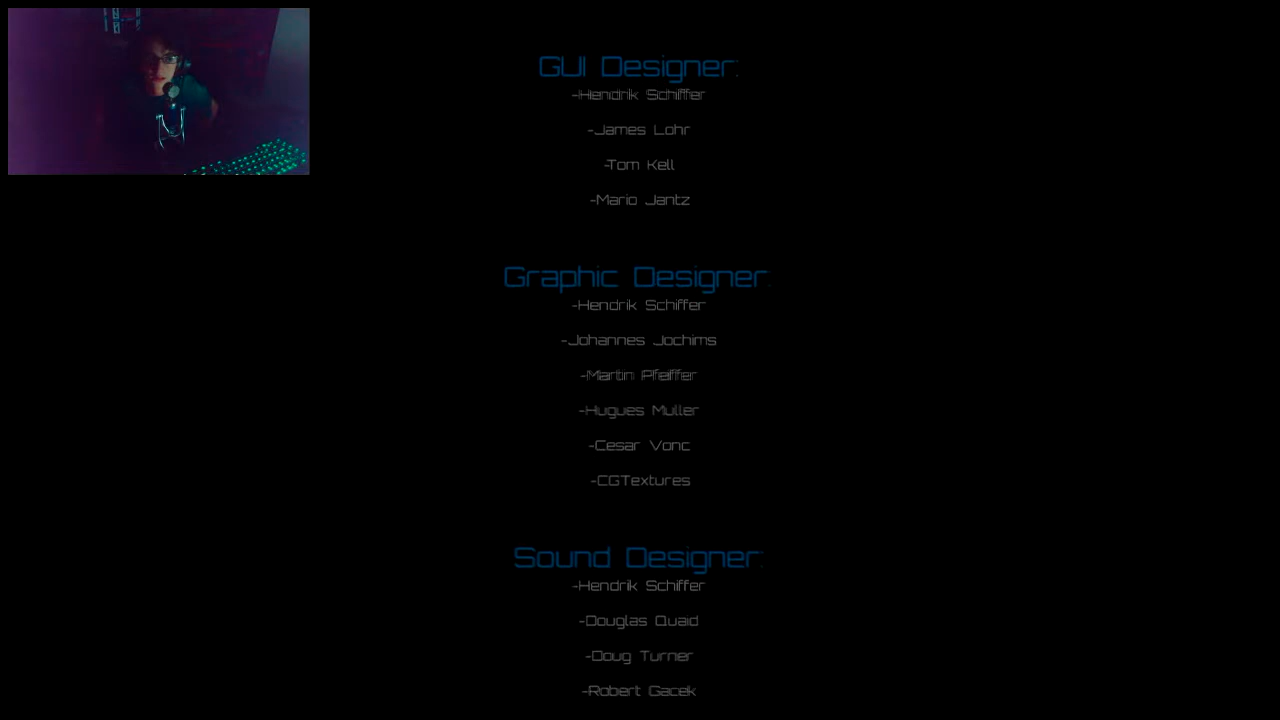 GUI Designer:
-Hendrik Schiffer
-James Lohr
-Tom Kell
-Mario Jantz
Graphic Designer:
-Hendrik Schiffer
-Johannes Jochims
-Martin Pfeiffer
-Hugues Muller
-Cesar Vonc
-CGTextures
Sound Designer:
-Hendrik Schiffer
-Douglas Quaid
-Doug Turner
-Robert Gacek